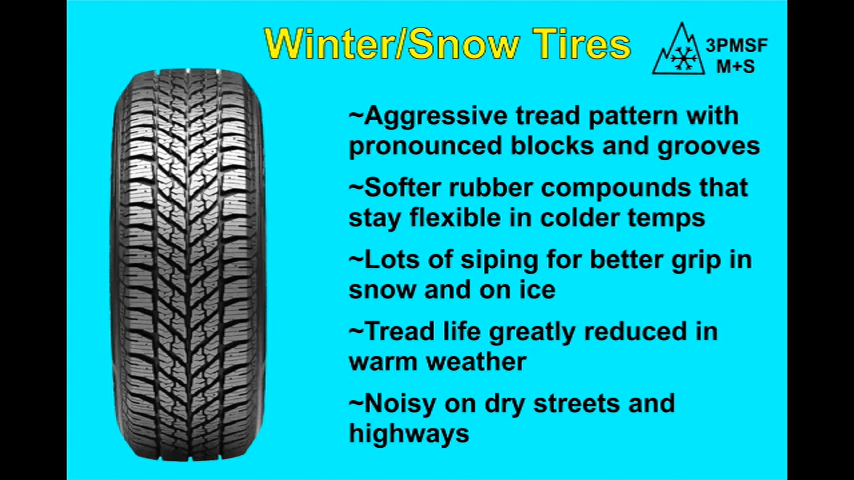 Winter/Snow Tires
3PMSF
M+S
~Aggressive tread pattern with
pronounced blocks and grooves
~Softer rubber compounds that
stay flexible in colder temps
~Lots of siping for better grip in
snow and on ice
~Tread life greatly reduced in
warm weather
~Noisy on dry streets and
highways